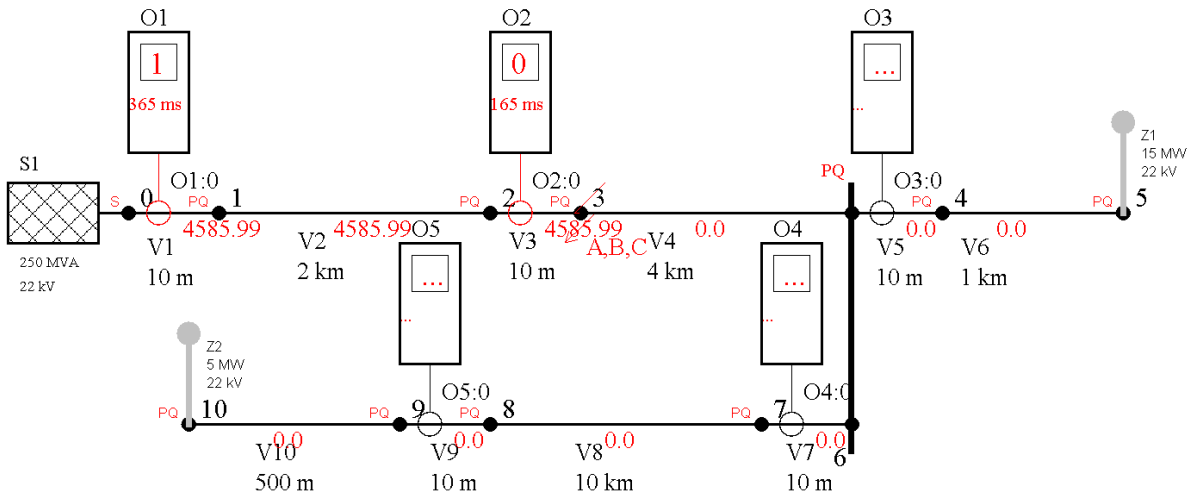 O1
O2
O3
1
0
...
365 ms
165 ms
...
Z1
15 MW
22 kV
S1
PQ
O1:0
O2:0
O3:0
S
0
PQ
1
PQ
2
PQ
3
PQ
4
PQ
5
4585.99
4585.99
4585.99
0.0
0.0
0.0
A,B,C
V1
V2
V3
V4
V5
V6
10 m
2 km
10 m
4 km
10 m
1 km
250 MVA
22 kV
O5
O4
...
...
...
...
Z2
5 MW
22 kV
O5:0
O4:0
PQ
10
PQ
9
PQ
8
PQ
7
6
0.0
0.0
0.0
0.0
V10
V9
V8
V7
500 m
10 m
10 km
10 m